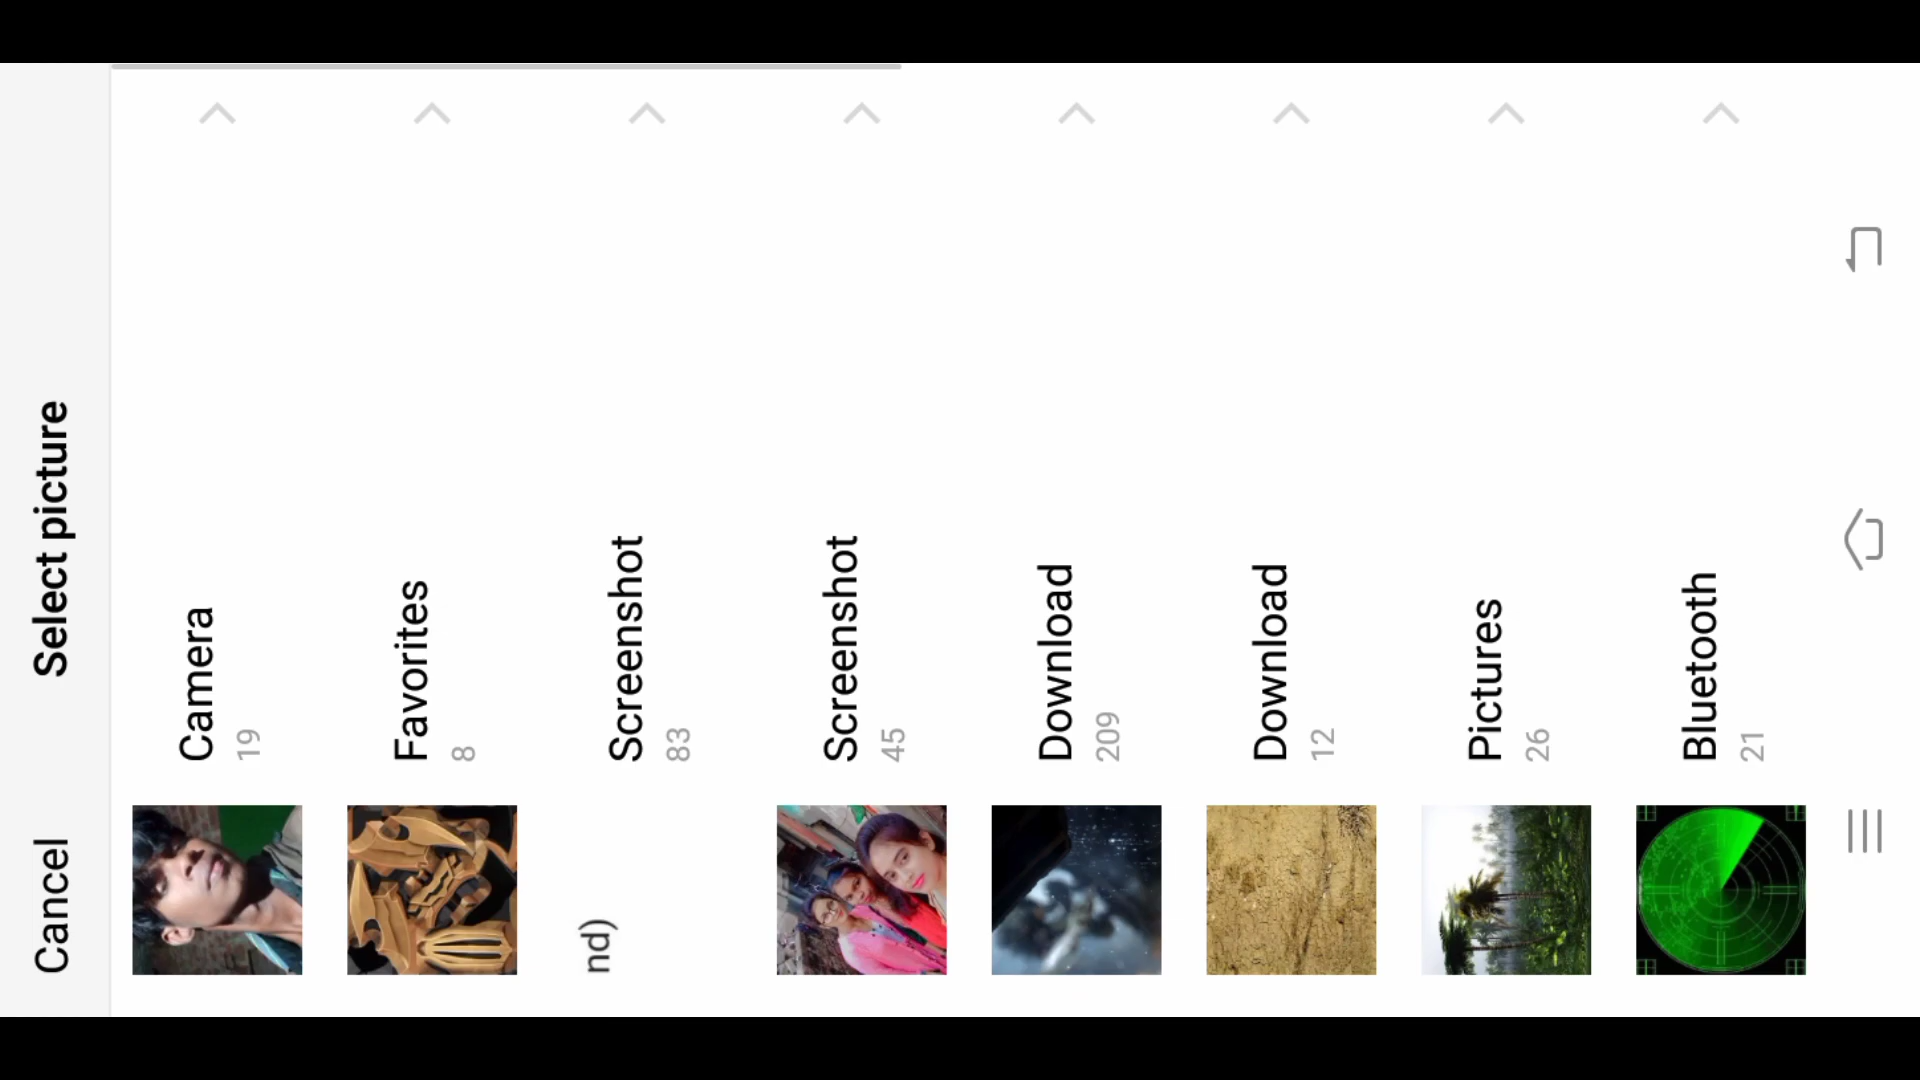 Cancel
Select picture
Camera
19
Favorites
8
nd)
Screenshot
83
Screenshot
45
Download
209
Download
12
Pictures
26
Bluetooth
21